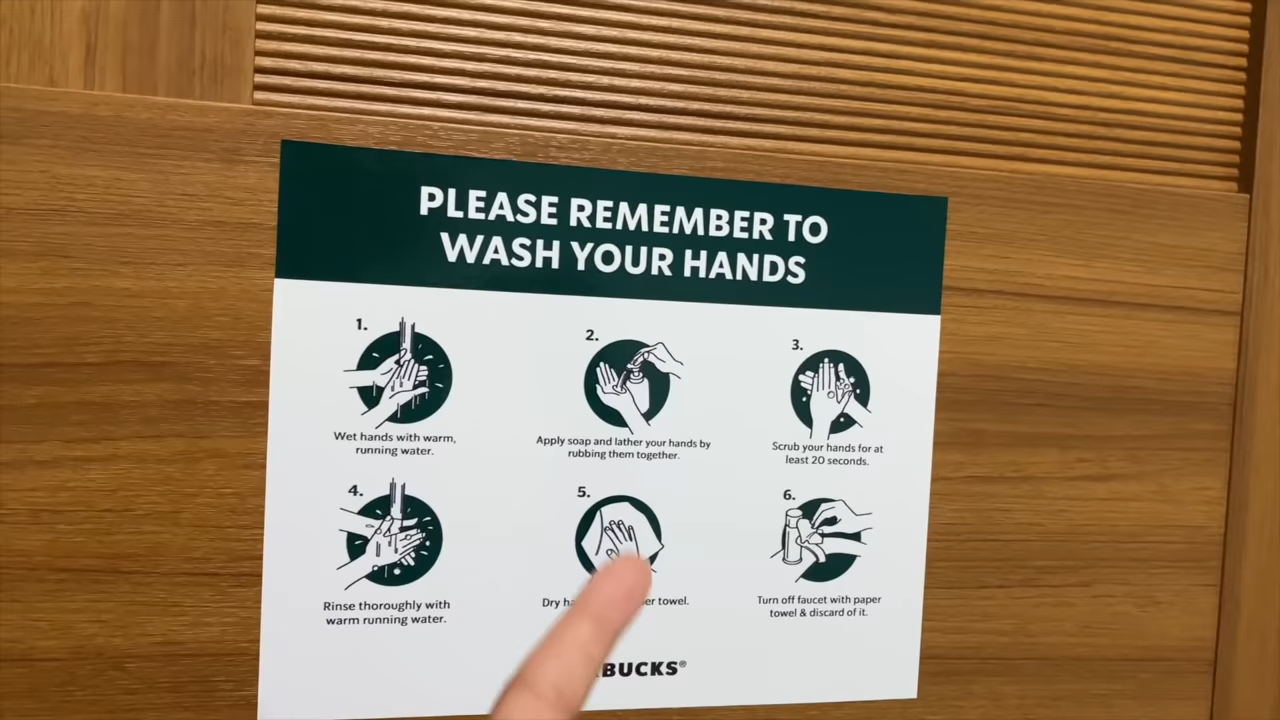 PLEASE REMEMBER TO
WASH YOUR HANDS
1.
Wet hands with warm,
running water.
2.
Apply soap and lather your hands by
rubbing them together.
3.
Scrub your hands for at
least 20 seconds.
4.
Rinse thoroughly with
warm running water.
5.
Dry towel.
6.
Turn off faucet with paper
towel & discard of it.
BUCKS®